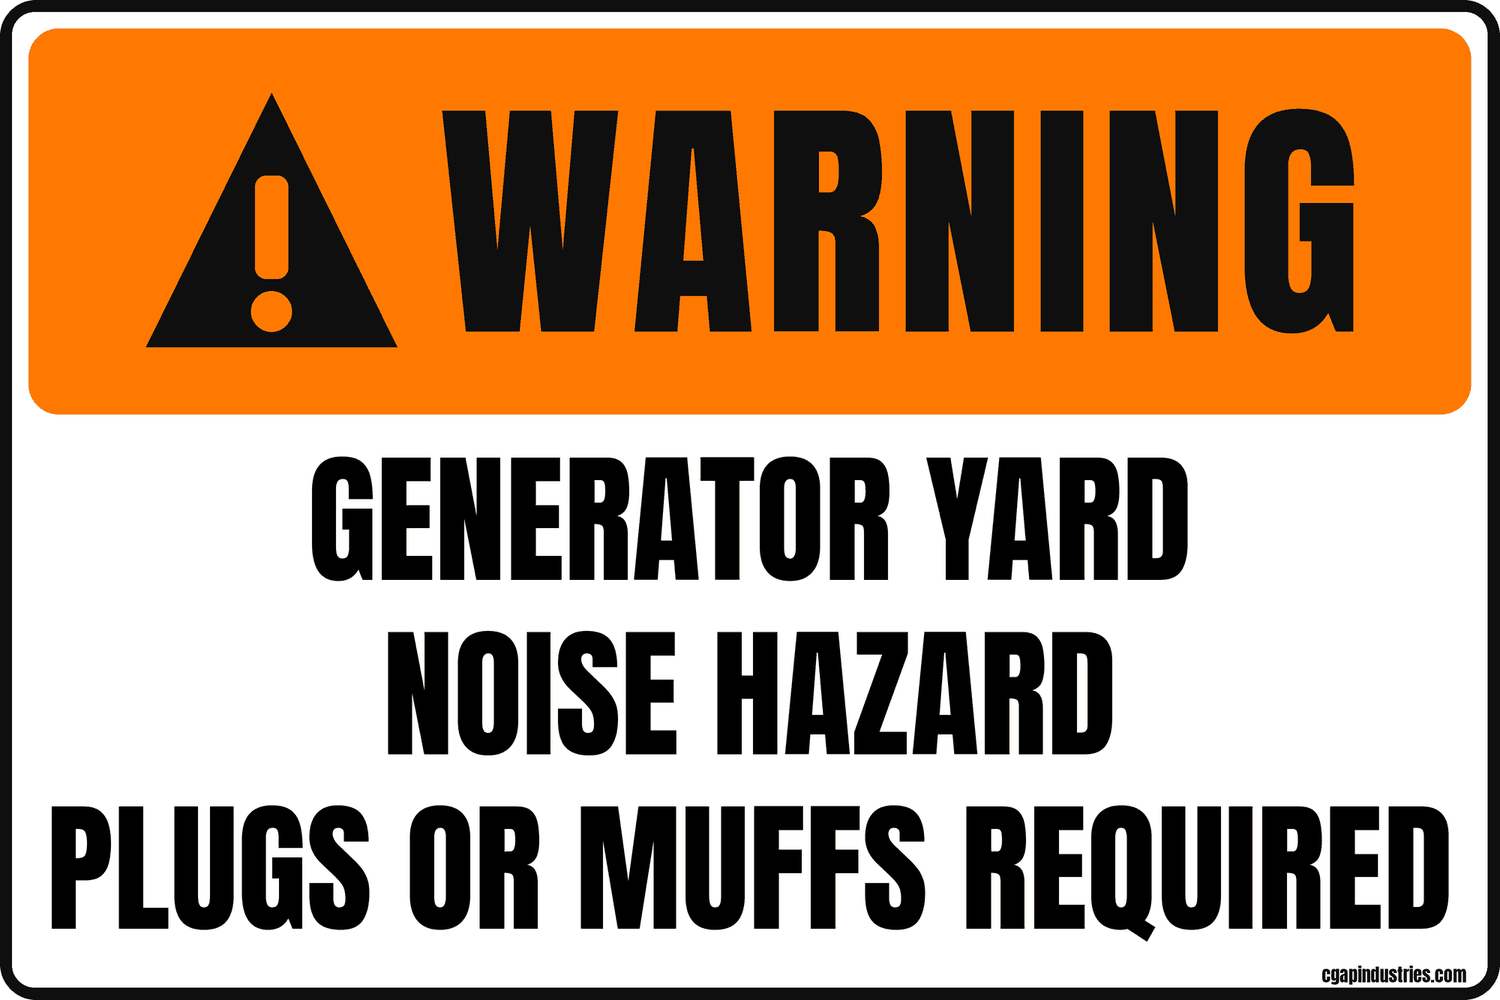 WARNING
GENERATOR YARD
NOISE HAZARD
PLUGS OR MUFFS REQUIRED
cgapindustries.com